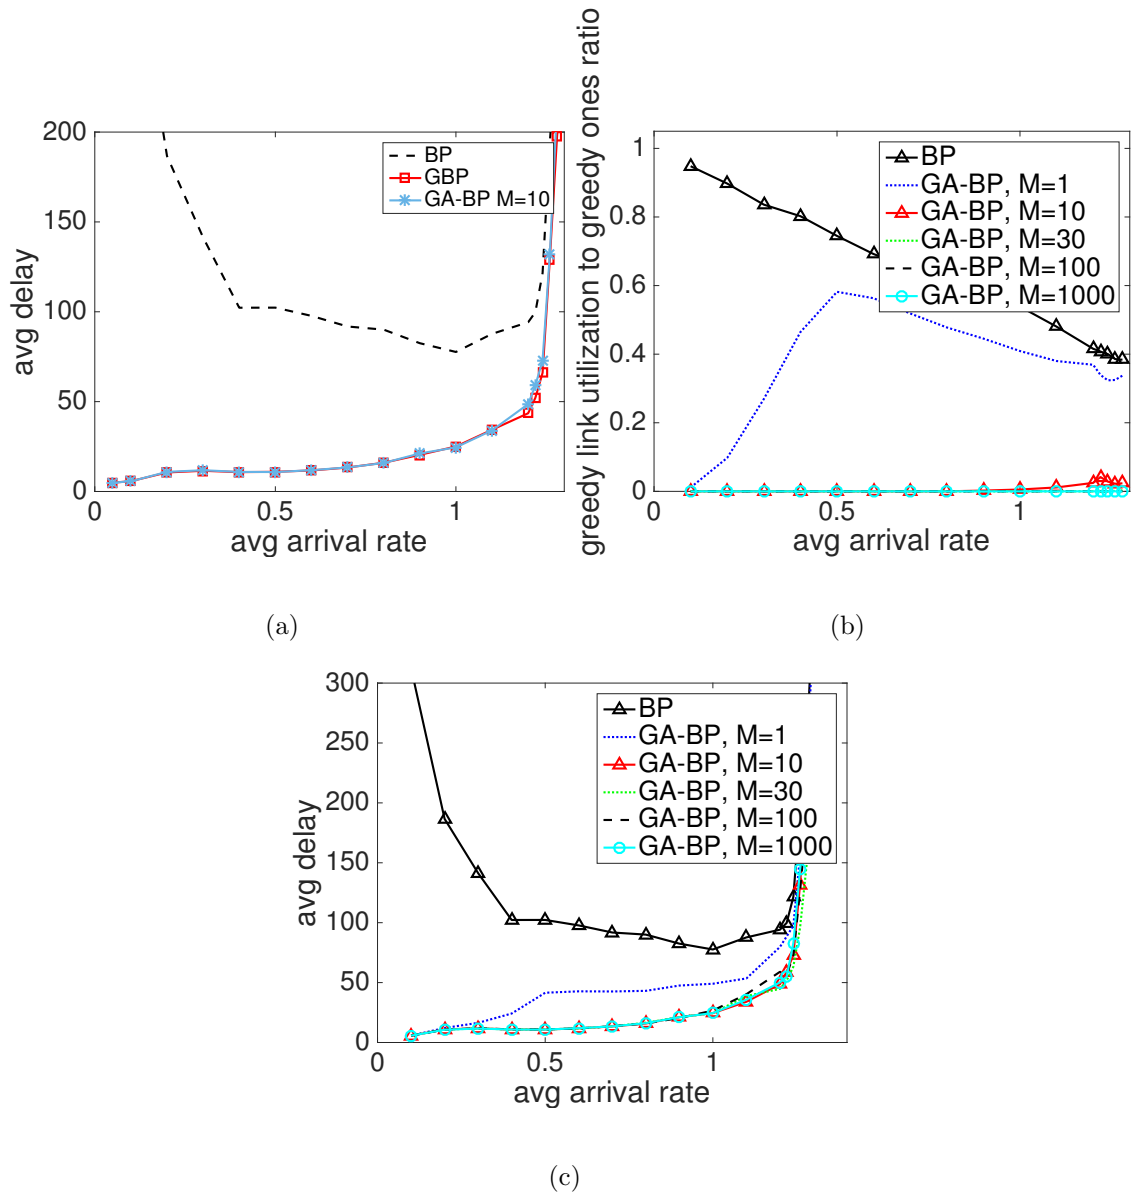 200
150
100
50
0
0
0.5
1
avg delay
avg arrival rate
BP
GBP
GA-BP M=10
(a)
1
0.8
0.6
0.4
0.2
0
0
0.5
1
greedy link utilization to greedy ones ratio
avg arrival rate
BP
GA-BP, M=1
GA-BP, M=10
GA-BP, M=30
GA-BP, M=100
GA-BP, M=1000
(b)
300
250
200
150
100
50
0
0
0.5
1
avg delay
avg arrival rate
BP
GA-BP, M=1
GA-BP, M=10
GA-BP, M=30
GA-BP, M=100
GA-BP, M=1000
(c)